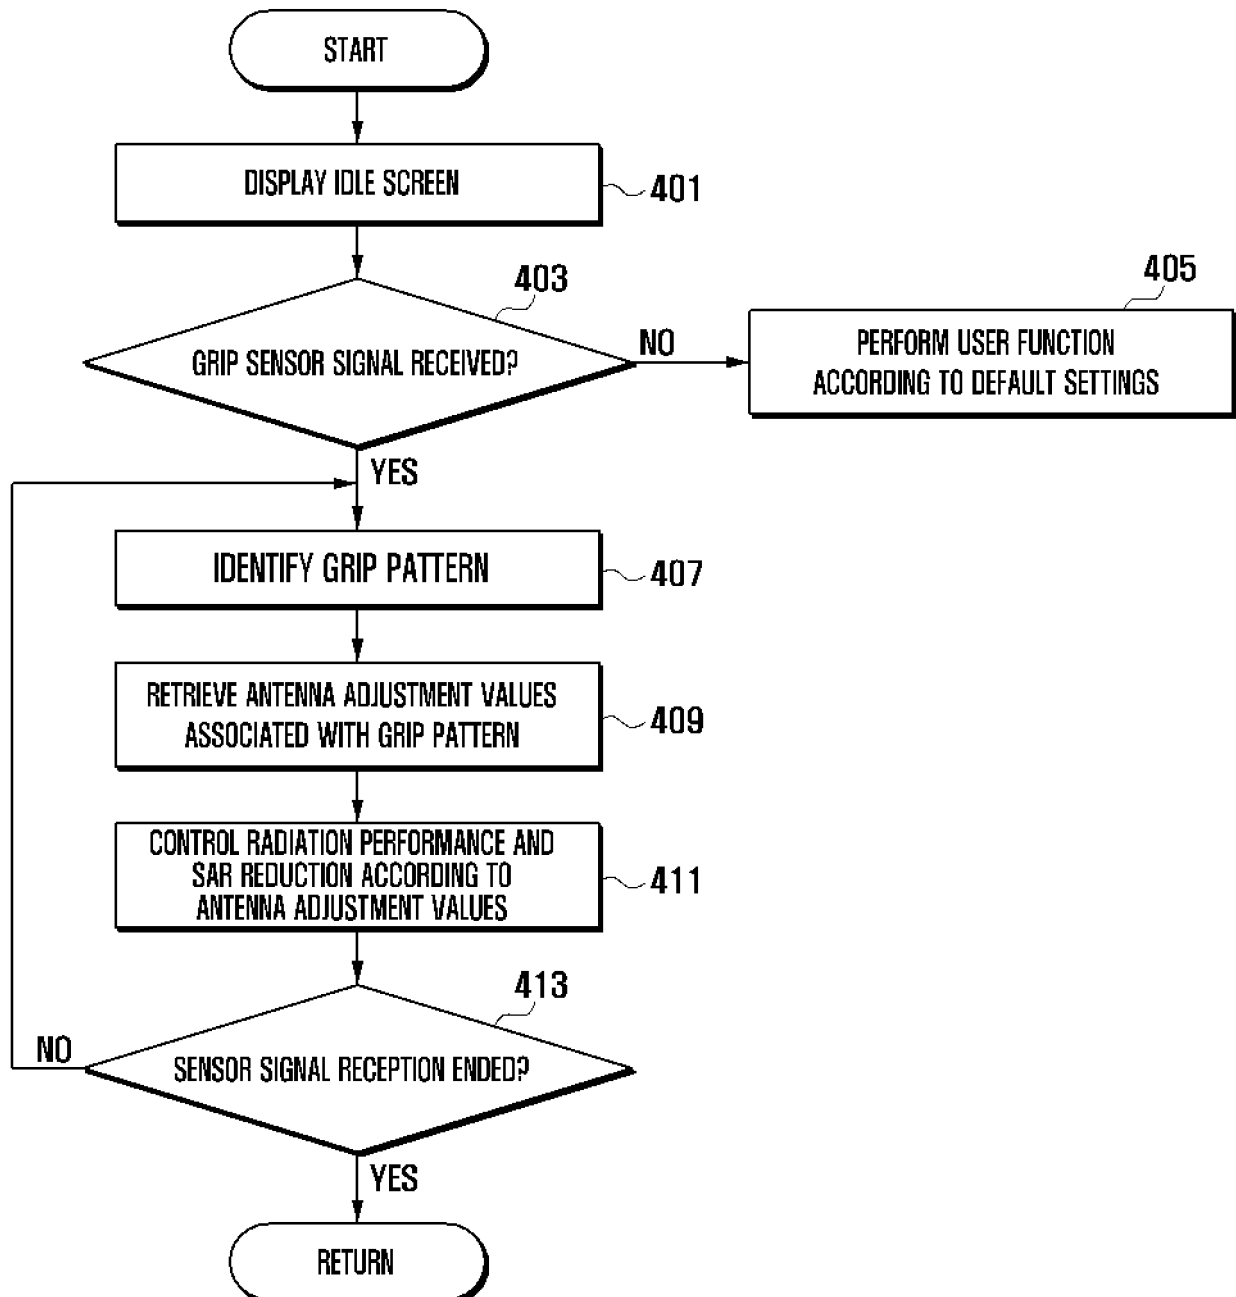 START
DISPLAY IDLE SCREEN
401
403
GRIP SENSOR SIGNAL RECEIVED?
NO
405
PERFORM USER FUNCTION
ACCORDING TO DEFAULT SETTINGS
YES
IDENTIFY GRIP PATTERN
407
RETRIEVE ANTENNA ADJUSTMENT VALUES
ASSOCIATED WITH GRIP PATTERN
409
CONTROL RADIATION PERFORMANCE AND
SAR REDUCTION ACCORDING TO
ANTENNA ADJUSTMENT VALUES
411
413
SENSOR SIGNAL RECEPTION ENDED?
NO
YES
RETURN